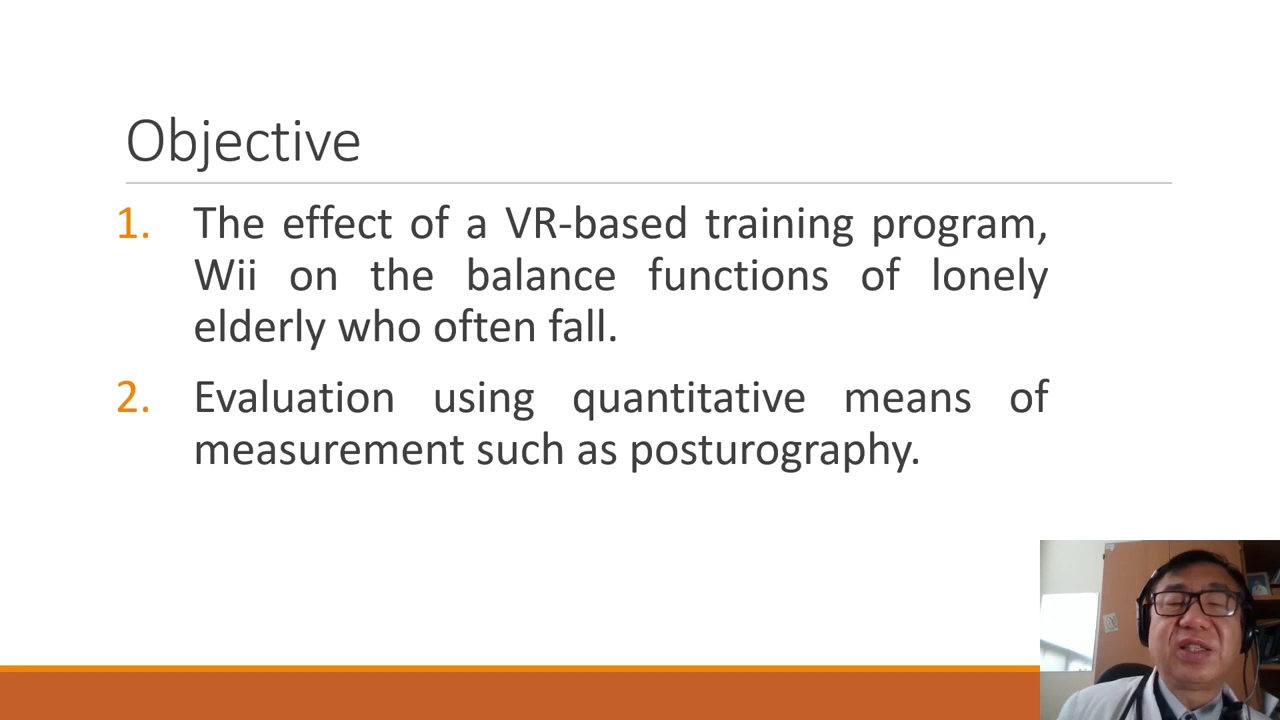 Objective
1. The effect of a VR-based training program,
Wii on the balance functions of lonely
elderly who often fall.
2. Evaluation using quantitative means of
measurement such as posturography.